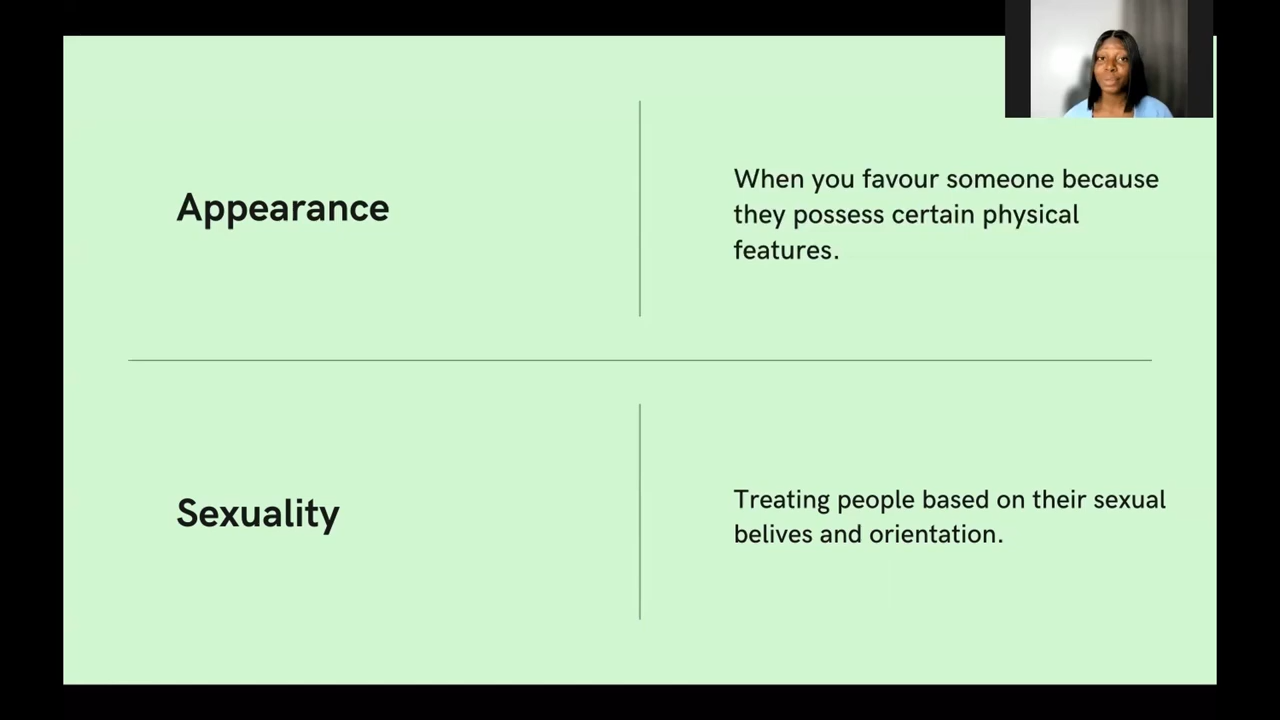 Appearance
When you favour someone because
they possess certain physical
features.
Sexuality
Treating people based on their sexual
belives and orientation.